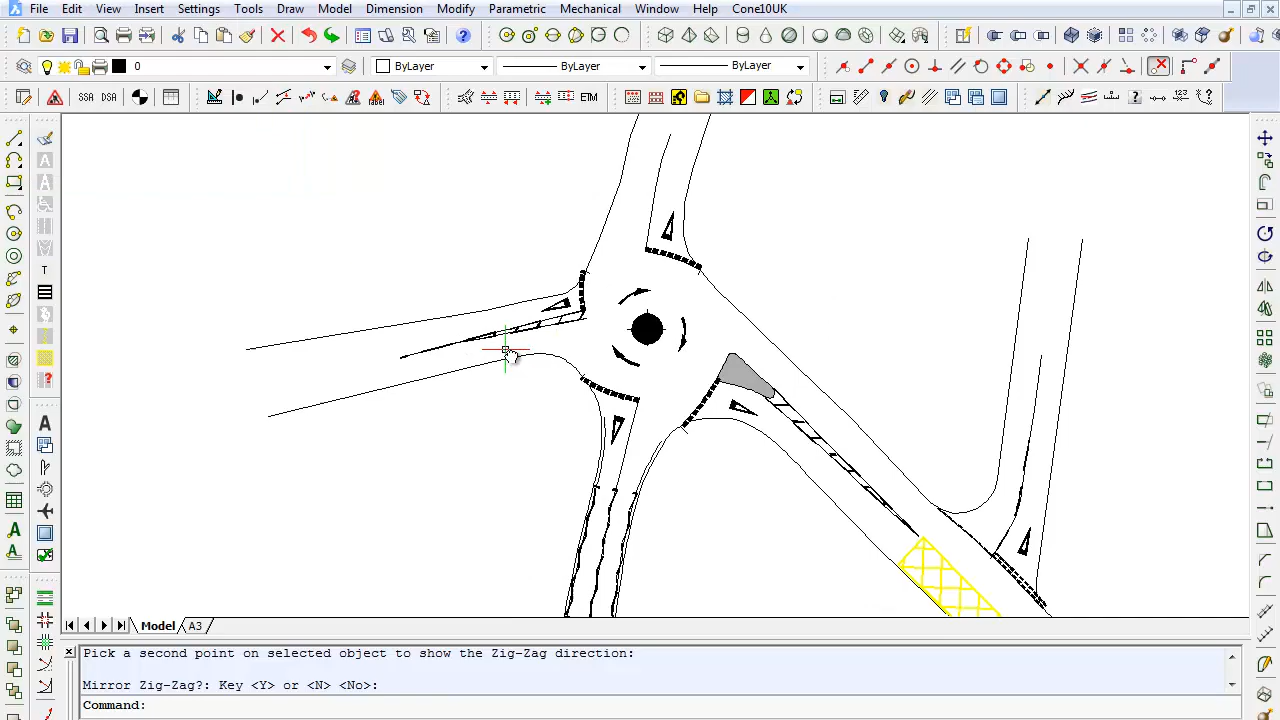 File Edit View Insert Settings Tools Draw Model Dimension Modify Parametric Mechanical Window Help Cone10UK
0 ByLayer ByLayer ByLayer
SSA DSA ETM
A
A
T
A
A
A
Model A3
Pick a second point on selected object to show the Zig-Zag direction:
Mirror Zig-Zag?: Key <Y> or <N> <No>:
Command: